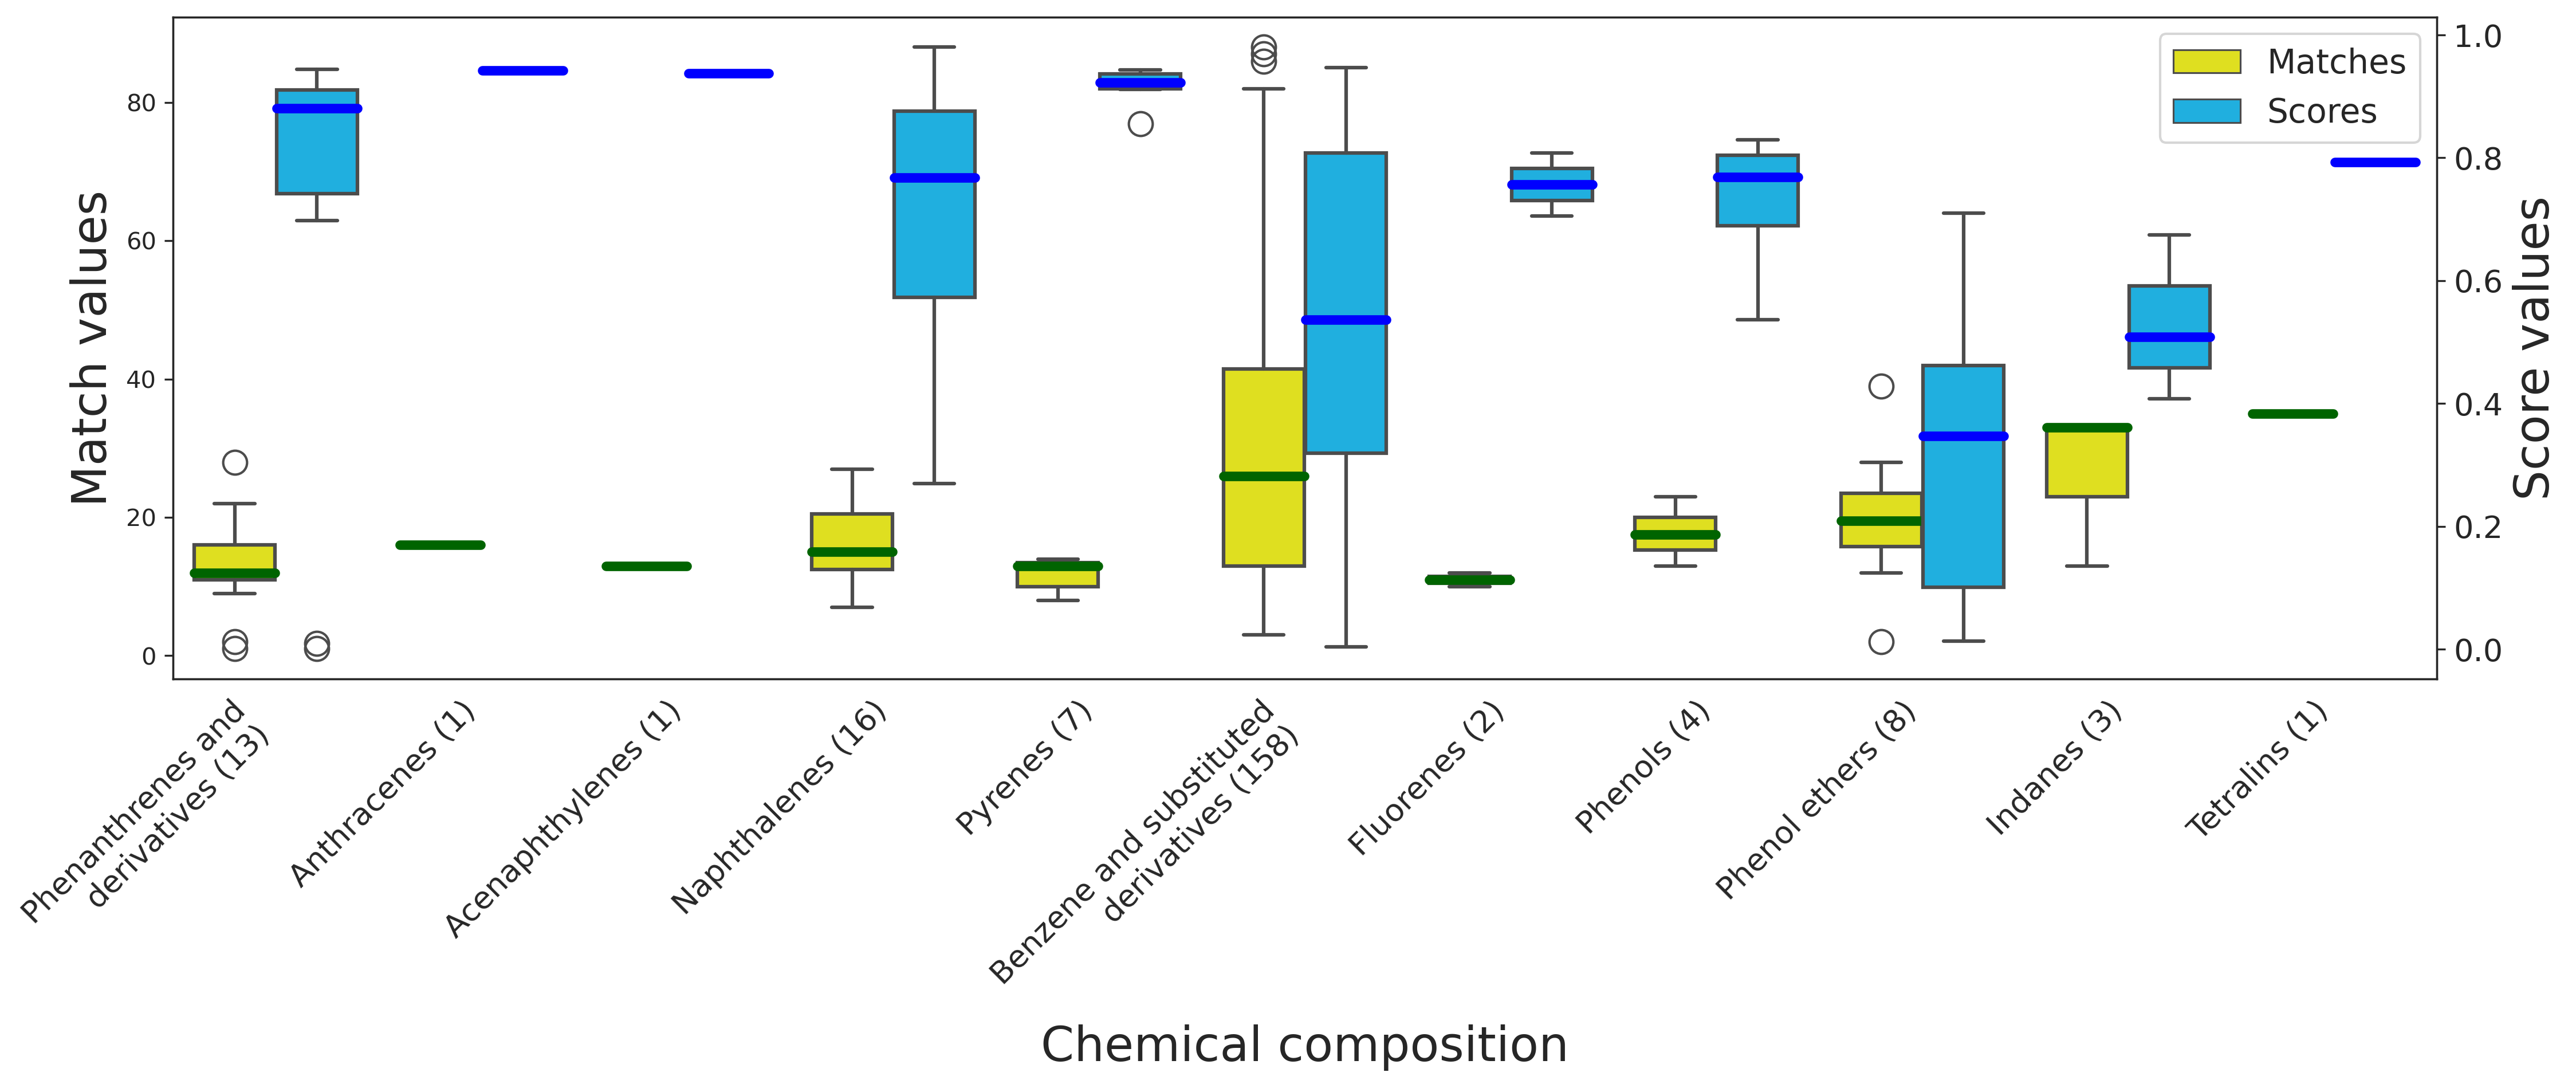 Matches
Scores
Match values
80
60
40
20
0
Score values
1.0
0.8
0.6
0.4
0.2
0.0
Phenanthrenes and
derivatives (13)
Anthracenes (1)
Acenaphthylenes (1)
Naphthalenes (16)
Pyrenes (7)
Benzene and substituted
derivatives (158)
Fluorenes (2)
Phenols (4)
Phenol ethers (8)
Indanes (3)
Tetralins (1)
Chemical composition